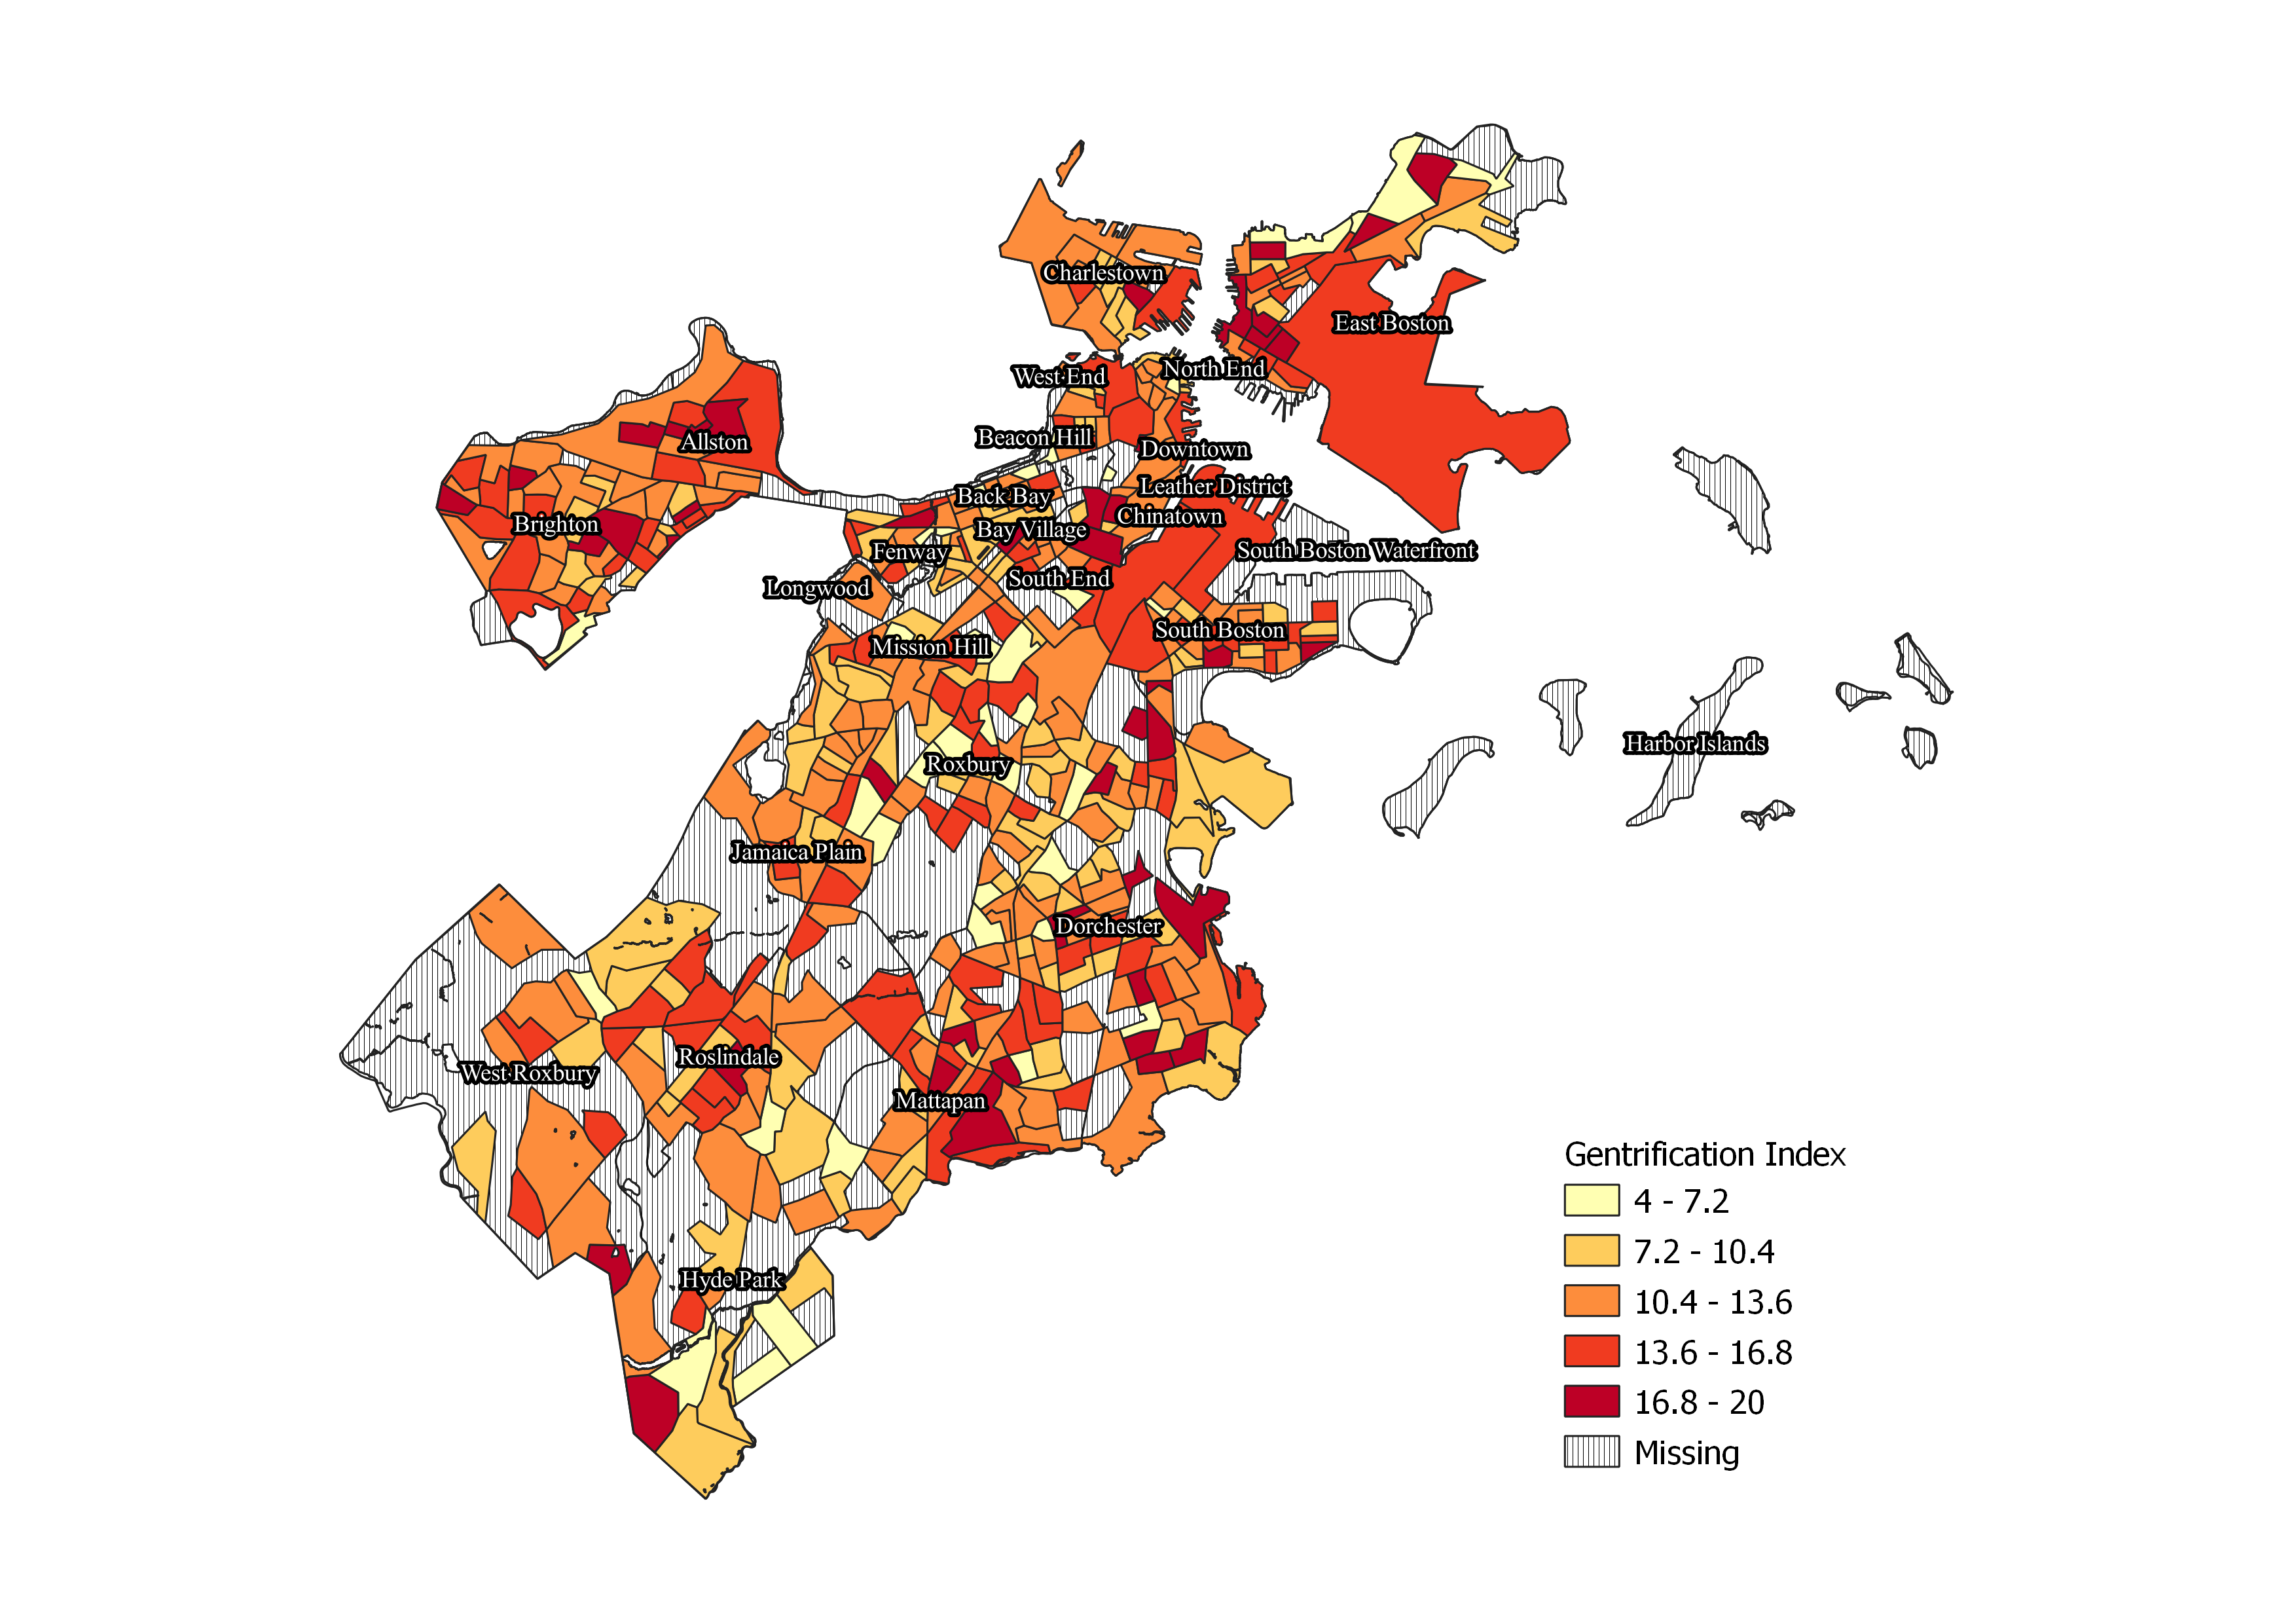 Charlestown
East Boston
West End
North End
Allston
Beacon Hill
Downtown
Back Bay
Leather District
Brighton
Bay Village
Chinatown
Fenway
South Boston Waterfront
Longwood
South End
Mission Hill
South Boston
Roxbury
Harbor Islands
Jamaica Plain
Dorchester
West Roxbury
Roslindale
Mattapan
Hyde Park
Gentrification Index
4 - 7.2
7.2 - 10.4
10.4 - 13.6
13.6 - 16.8
16.8 - 20
Missing